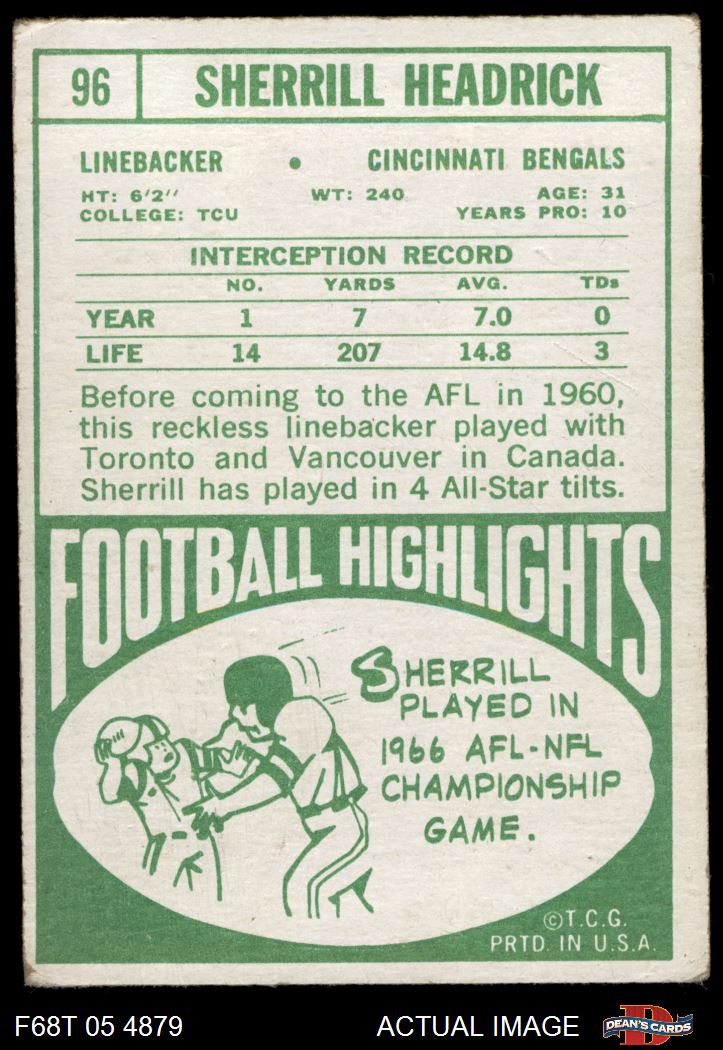 96 SHERRILL HEADRICK
LINEBACKER • CINCINNATI BENGALS
HT: 6'2'' WT: 240 AGE: 31
COLLEGE: TCU YEARS PRO: 10
INTERCEPTION RECORD
NO. YARDS AVG. TDs
YEAR 1 7 7.0 0
LIFE 14 207 14.8 3
Before coming to the AFL in 1960,
this reckless linebacker played with
Toronto and Vancouver in Canada.
Sherrill has played in 4 All-Star tilts.
FOOTBALL HIGHLIGHTS
SHERRILL
PLAYED IN
1966 AFL-NFL
CHAMPIONSHIP
GAME.
©T.C.G.
PRTD. IN U.S.A.
F68T 05 4879 ACTUAL IMAGE D DEAN'S CARDS